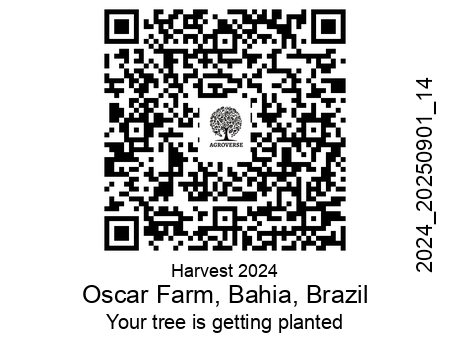 AGROVERSE
Harvest 2024
Oscar Farm, Bahia, Brazil
Your tree is getting planted
2024_20250901_14